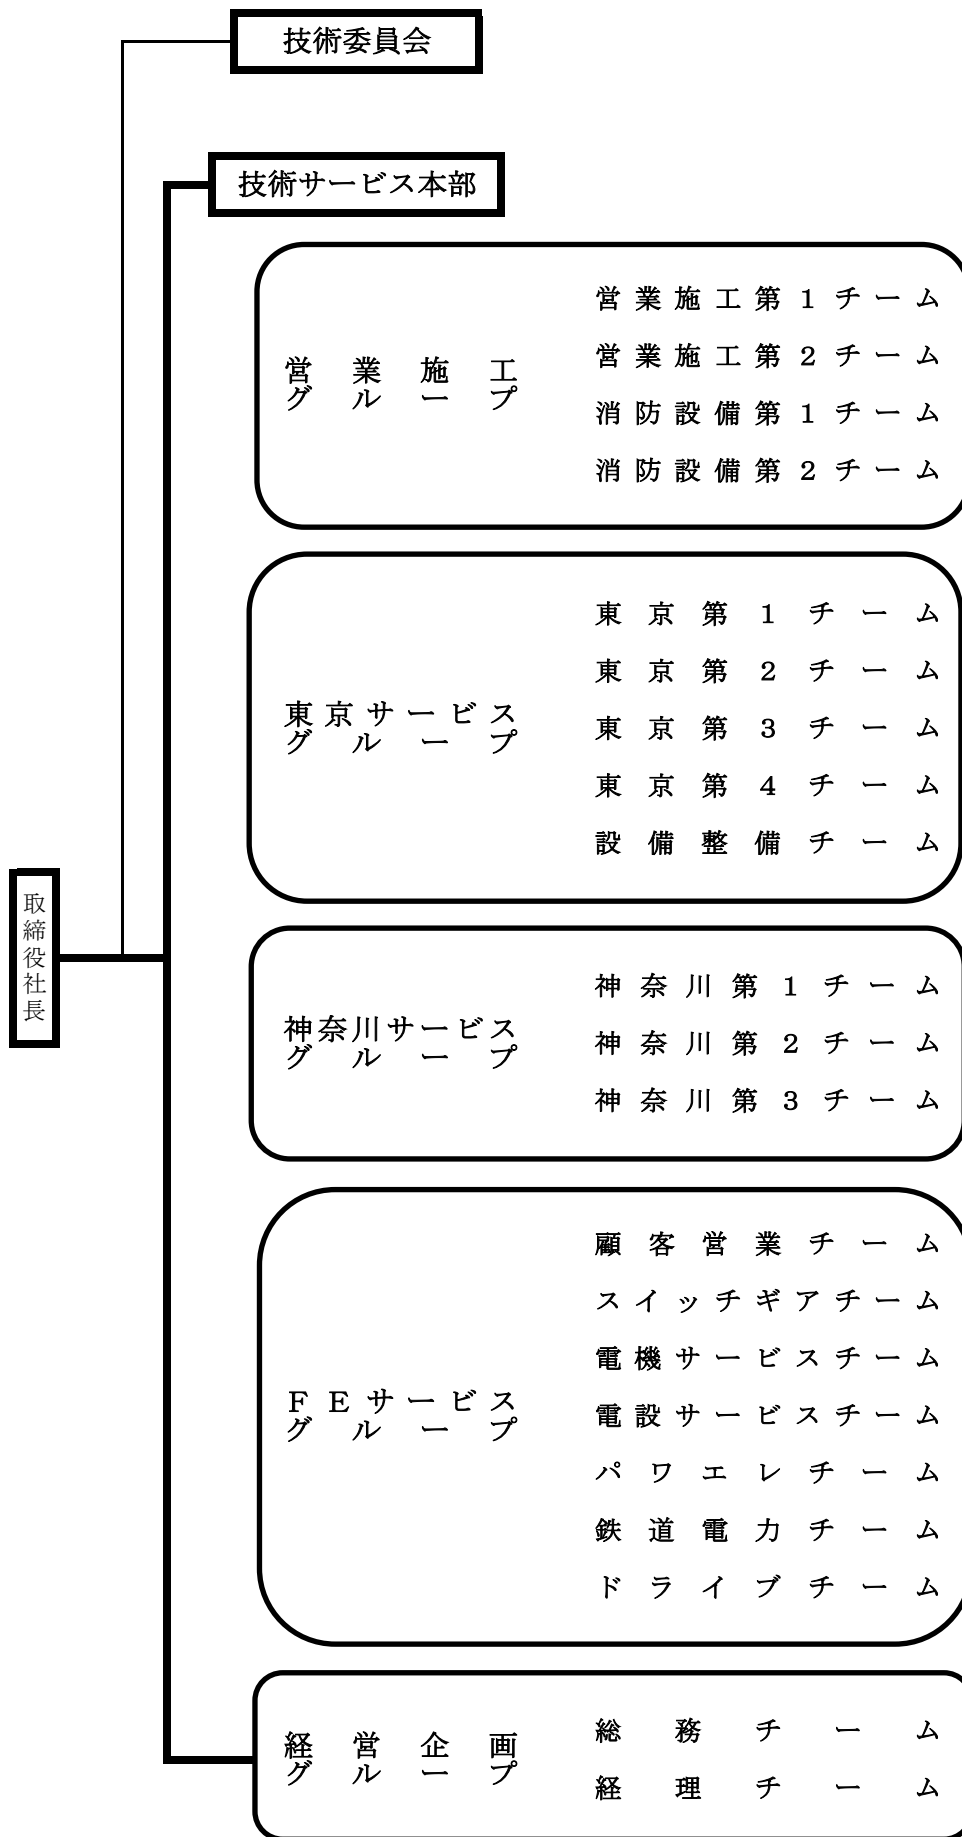 技術委員会
技術サービス本部
営業施工
グループ
営業施工第１チーム
営業施工第２チーム
消防設備第１チーム
消防設備第２チーム
東京サービス
グループ
東京第１チーム
東京第２チーム
東京第３チーム
東京第４チーム
設備整備チーム
取締役社長
神奈川サービス
グループ
神奈川第１チーム
神奈川第２チーム
神奈川第３チーム
ＦＥサービス
グループ
顧客営業チーム
スイッチギアチーム
電機サービスチーム
電設サービスチーム
パワエレチーム
鉄道電力チーム
ドライブチーム
経営企画
グループ
総務チーム
経理チーム